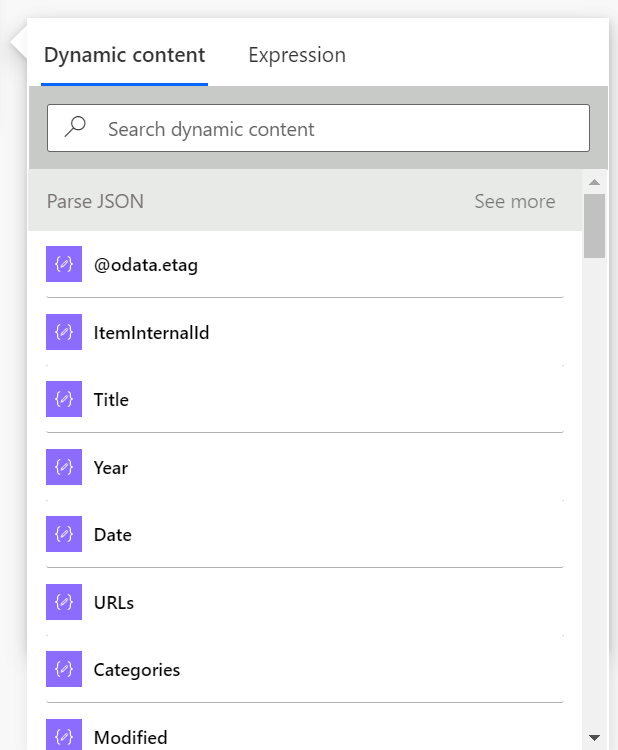 Dynamic content Expression
Search dynamic content
Parse JSON See more
@odata.etag
ItemInternalId
Title
Year
Date
URLs
Categories
Modified